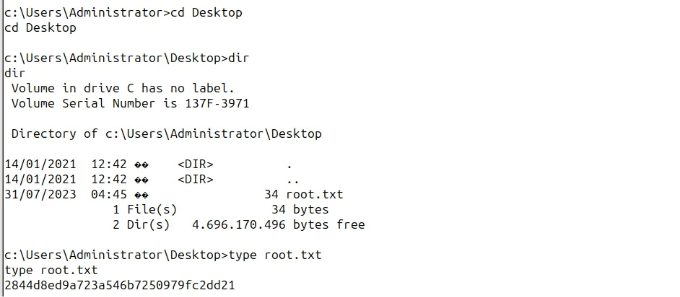 c:\Users\Administrator>cd Desktop
cd Desktop
c:\Users\Administrator\Desktop>dir
dir
Volume in drive C has no label.
Volume Serial Number is 137F-3971
Directory of c:\Users\Administrator\Desktop
14/01/2021 12:42 �� <DIR> .
14/01/2021 12:42 �� <DIR> ..
31/07/2023 04:45 �� 34 root.txt
1 File(s) 34 bytes
2 Dir(s) 4.696.170.496 bytes free
c:\Users\Administrator\Desktop>type root.txt
type root.txt
2844d8ed9a723a546b7250979fc2dd21